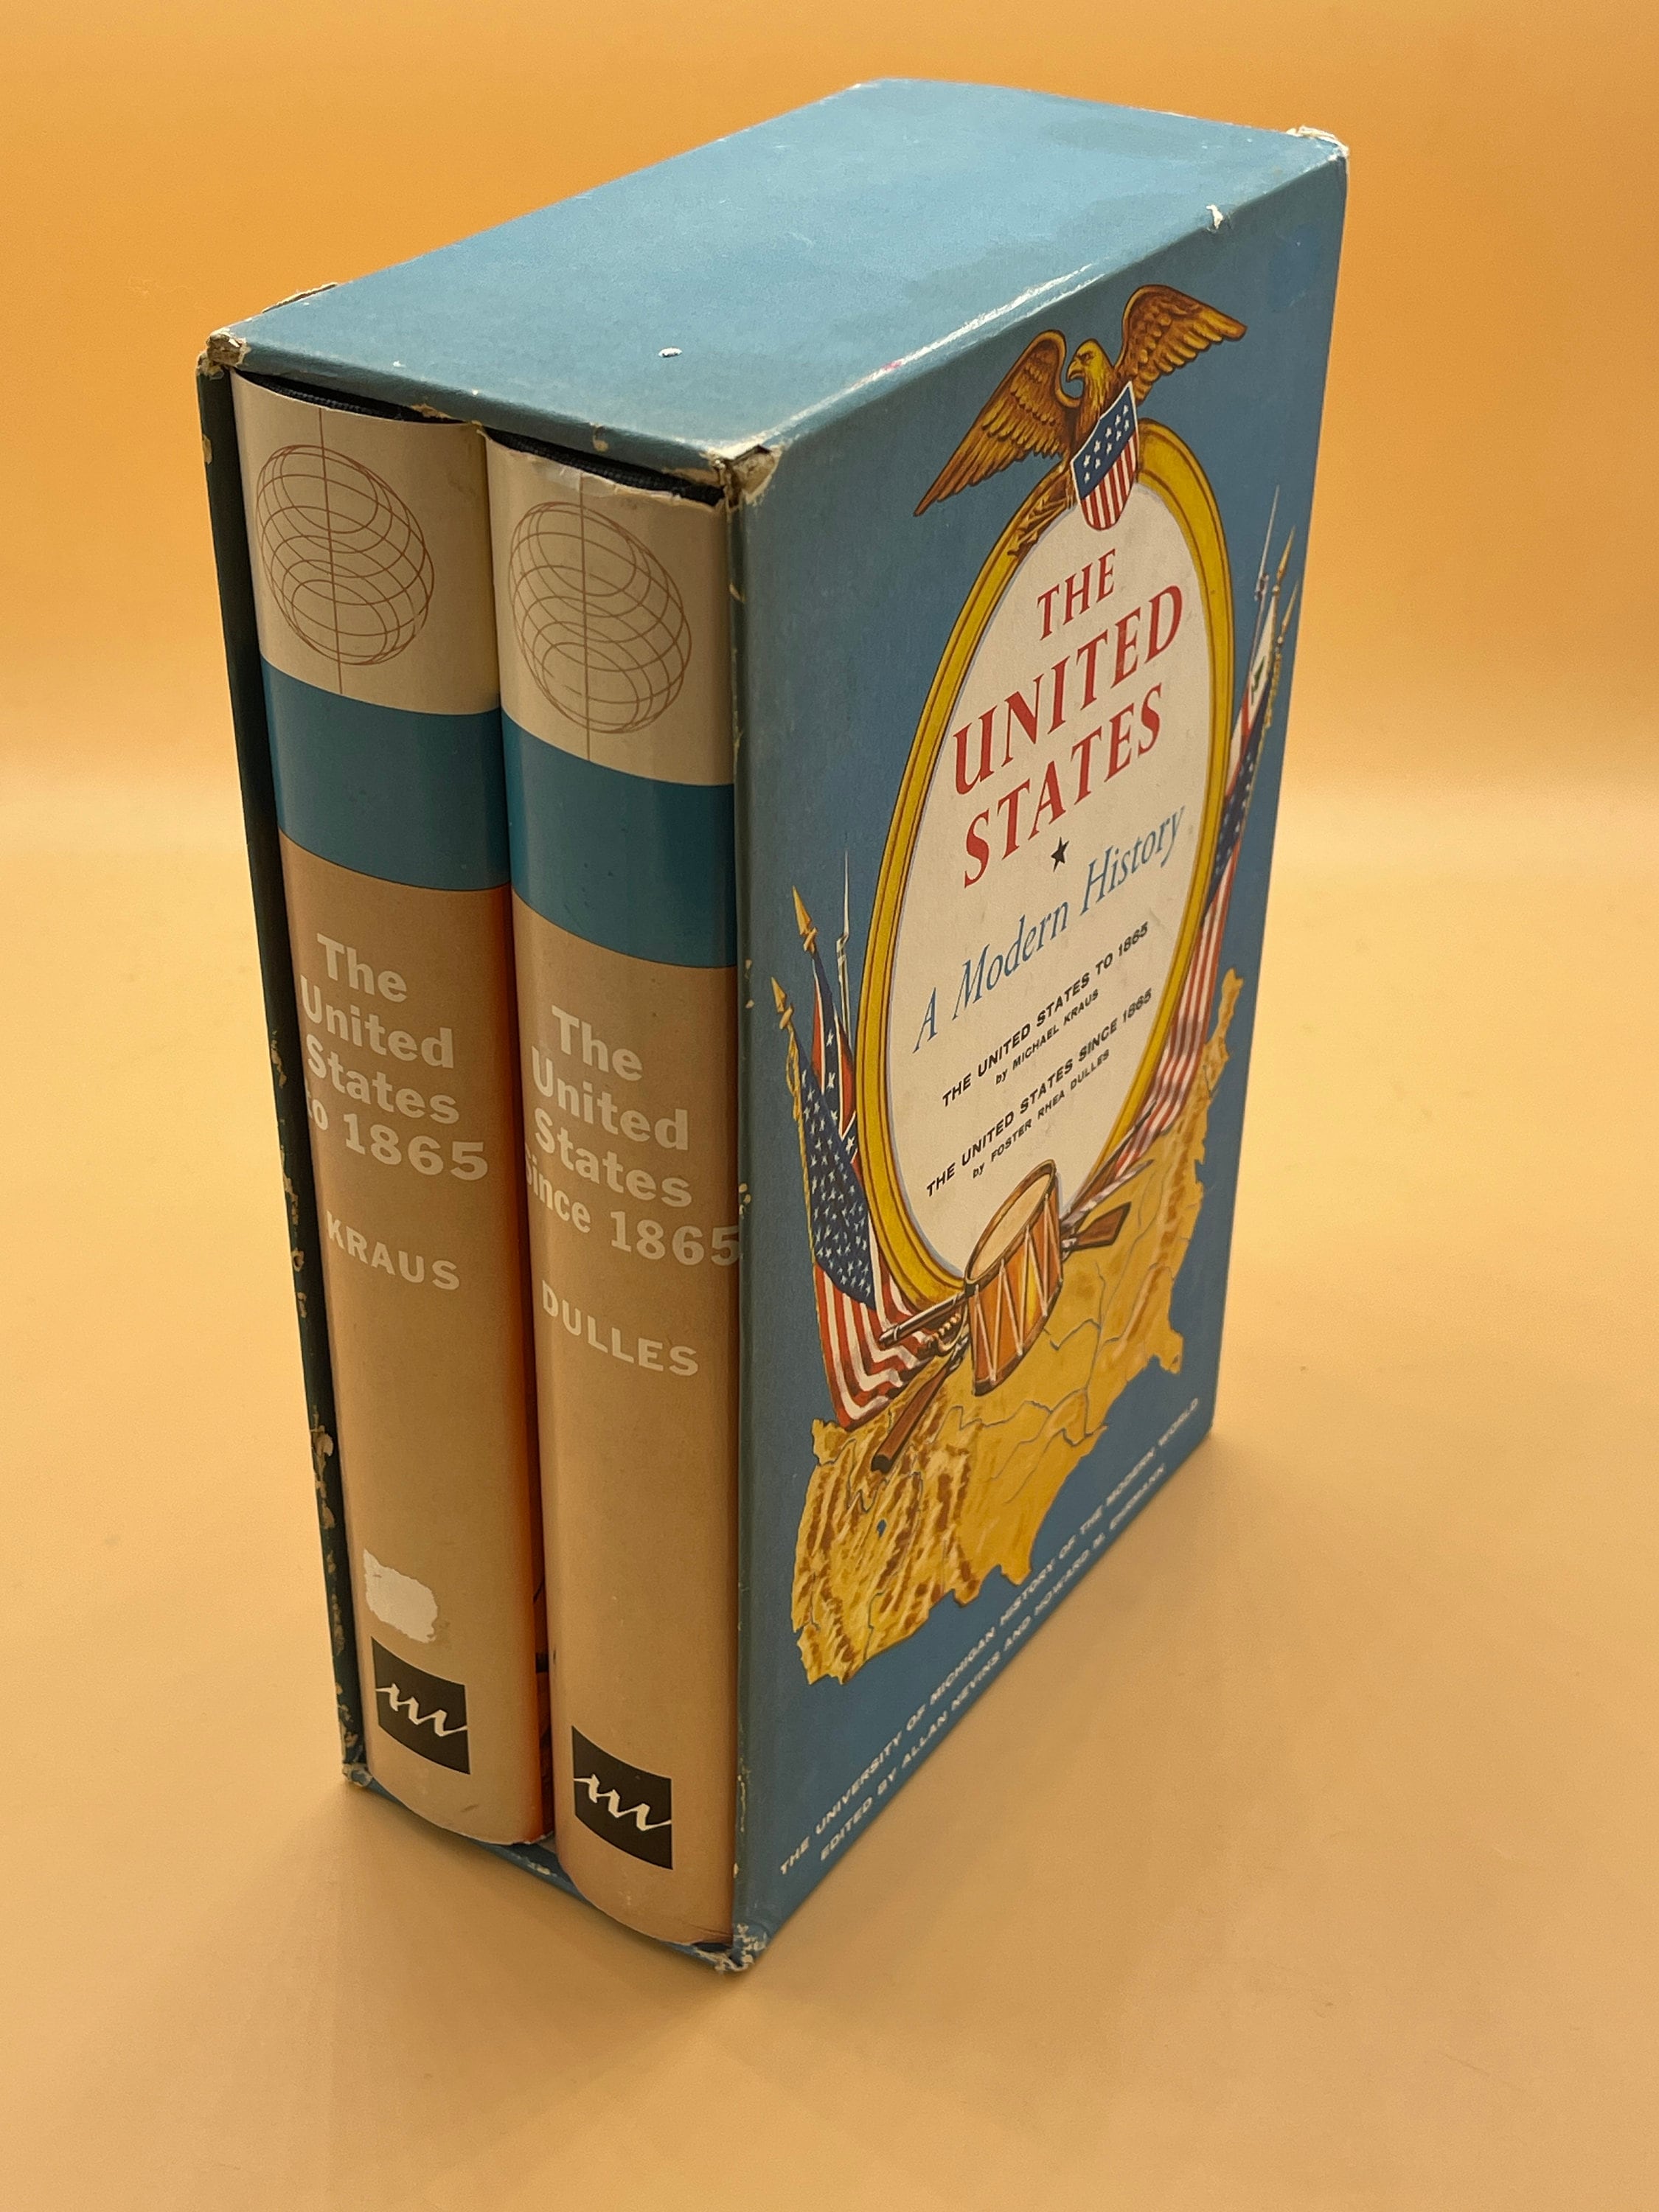 The
United
States
to 1865
KRAUS
m
The
United
States
since 1865
DULLES
m
THE
UNITED
STATES
A Modern History
THE UNITED STATES TO 1865
by MICHAEL KRAUS
THE UNITED STATES SINCE 1865
by FOSTER RHEA DULLES
THE UNIVERSITY OF MICHIGAN HISTORY OF THE MODERN WORLD
EDITED BY ALLAN NEVINS AND HOWARD M. EHRMANN